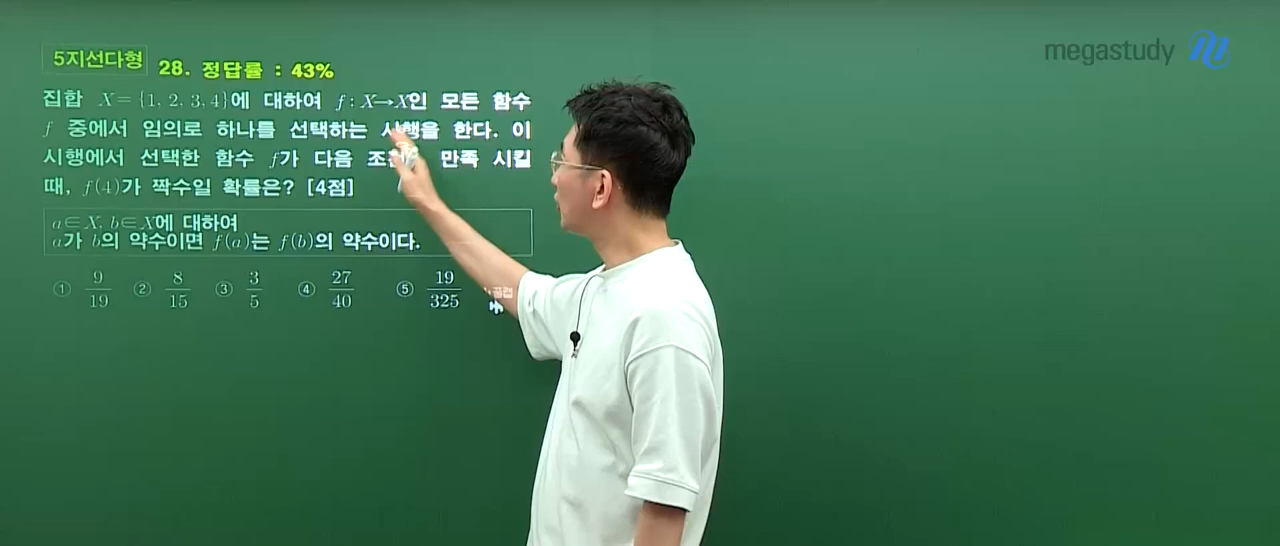 megastudy
5지선다형
28. 정답률 : 43%
집합 X = {1, 2, 3, 4}에 대하여 f : X→X인 모든 함수
f 중에서 임의로 하나를 선택하는 시행을 한다. 이
시행에서 선택한 함수 f가 다음 만족 시킬
때, f(4)가 짝수일 확률은? [4점]
a∈X, b∈X에 대하여
a가 b의 약수이면 f(a)는 f(b)의 약수이다.
① 9/19 ② 8/15 ③ 3/5 ④ 27/40 ⑤ 19/325